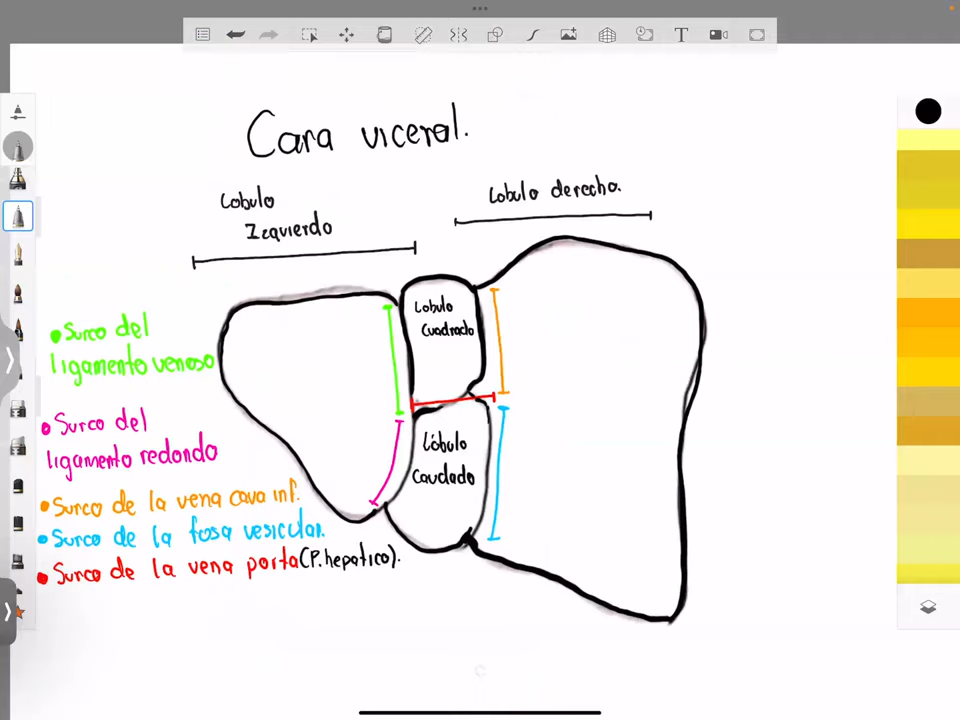 Cara viceral.
Lobulo
Izquierdo
Lobulo derecho.
Lobulo
Cuadrado
Lóbulo
Caudado
• Surco del
ligamento venoso
• Surco del
ligamento redondo
• Surco de la vena cava inf.
• Surco de la fosa vesicular.
• Surco de la vena porta (P. hepatico).
T